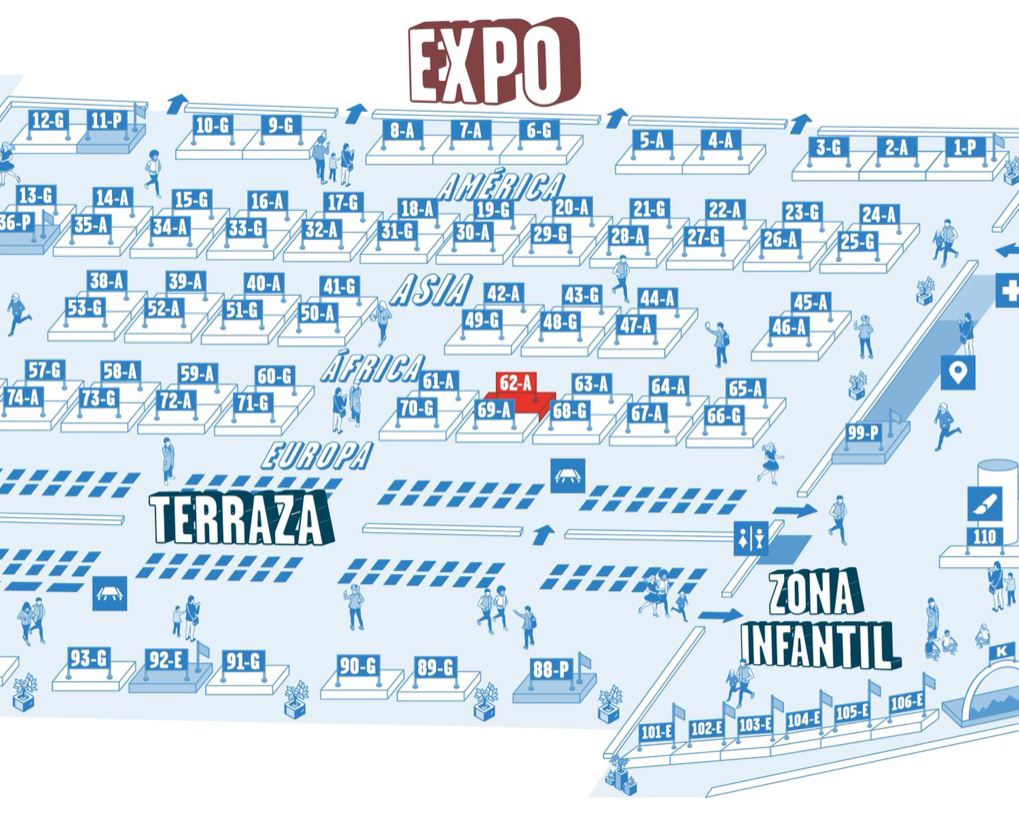 EXPO
12-G 11-P 10-G 9-G 8-A 7-A 6-G 5-A 4-A 3-G 2-A 1-P
AMÉRICA
13-G 14-A 15-G 16-A 17-G 18-A 19-G 20-A 21-G 22-A 23-G 24-A
36-P 35-A 34-A 33-G 32-A 31-G 30-A 29-G 28-A 27-G 26-A 25-G
ASIA
38-A 39-A 40-A 41-G 42-A 43-G 44-A 45-A
53-G 52-A 51-G 50-A 49-G 48-G 47-A 46-A
ÁFRICA
57-G 58-A 59-A 60-G 61-A 62-A 63-A 64-A 65-A
74-A 73-G 72-A 71-G 70-G 69-A 68-G 67-A 66-G
99-P
EUROPA
TERRAZA
110
ZONA
INFANTIL
93-G 92-E 91-G 90-G 89-G 88-P
K
101-E 102-E 103-E 104-E 105-E 106-E